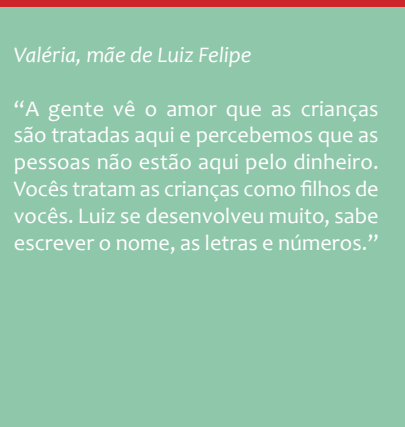 Valéria, mãe de Luiz Felipe
“A gente vê o amor que as crianças
são tratadas aqui e percebemos que as
pessoas não estão aqui pelo dinheiro.
Vocês tratam as crianças como filhos de
vocês. Luiz se desenvolveu muito, sabe
escrever o nome, as letras e números.”